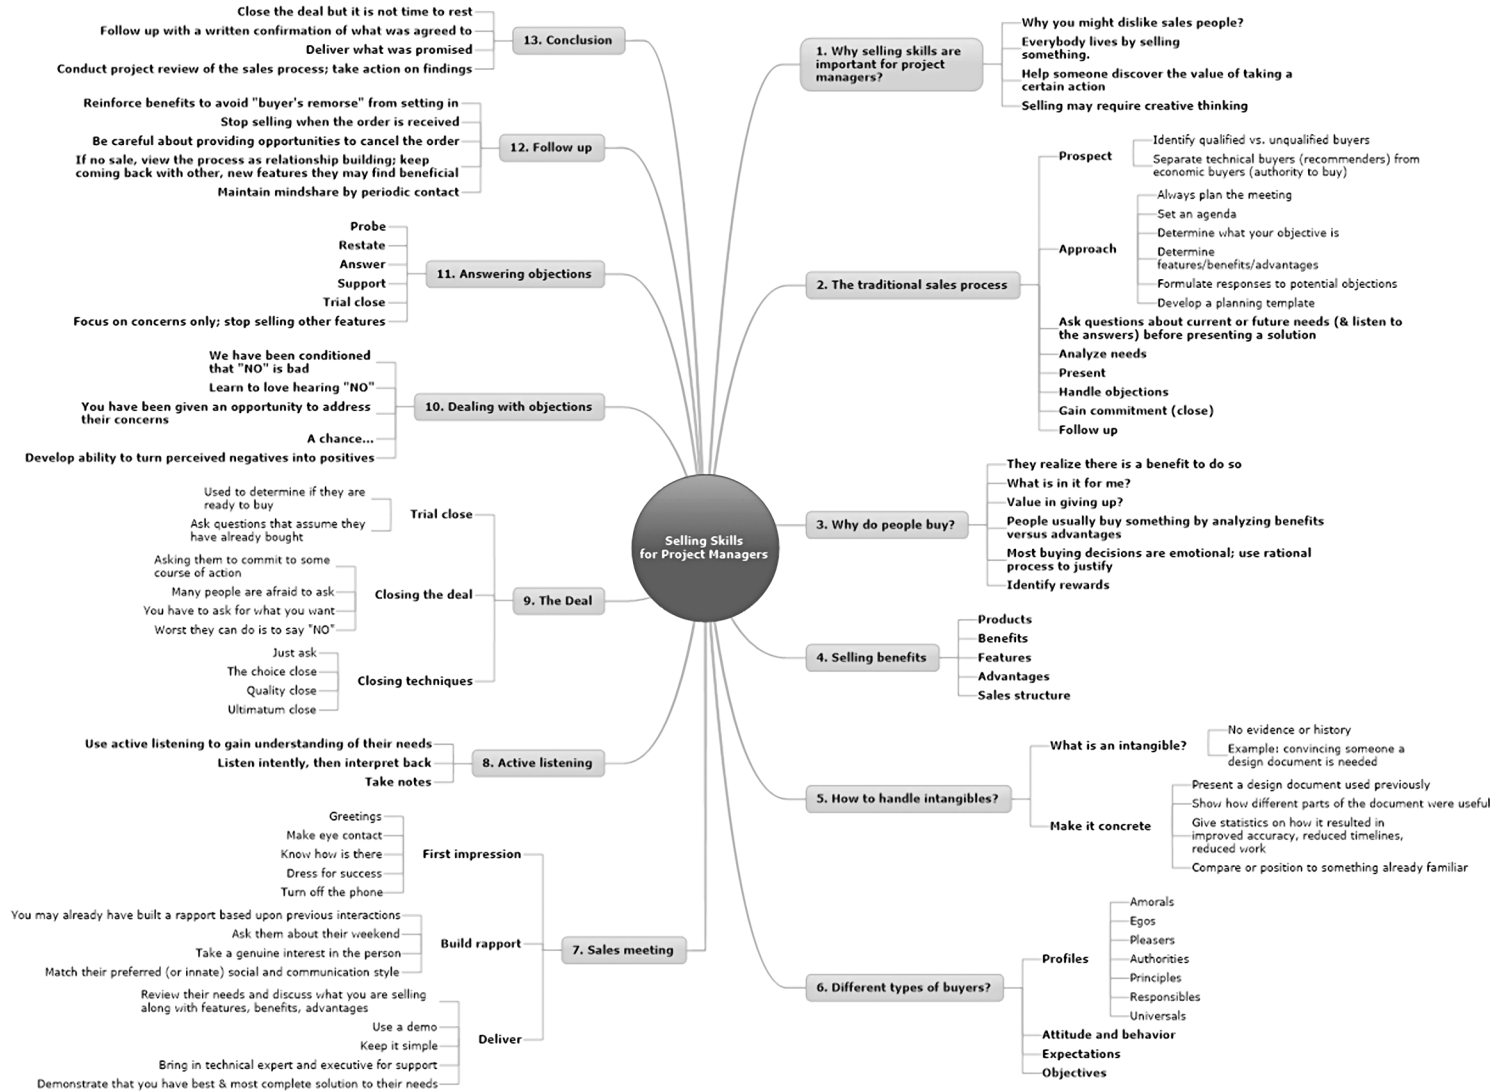 Selling Skills
for Project Managers
1. Why selling skills are
important for project
managers?
Why you might dislike sales people?
Everybody lives by selling
something.
Help someone discover the value of taking a
certain action
Selling may require creative thinking
2. The traditional sales process
Prospect
Identify qualified vs. unqualified buyers
Separate technical buyers (recommenders) from
economic buyers (authority to buy)
Approach
Always plan the meeting
Set an agenda
Determine what your objective is
Determine
features/benefits/advantages
Formulate responses to potential objections
Develop a planning template
Ask questions about current or future needs (& listen to
the answers) before presenting a solution
Analyze needs
Present
Handle objections
Gain commitment (close)
Follow up
3. Why do people buy?
They realize there is a benefit to do so
What is in it for me?
Value in giving up?
People usually buy something by analyzing benefits
versus advantages
Most buying decisions are emotional; use rational
process to justify
Identify rewards
4. Selling benefits
Products
Benefits
Features
Advantages
Sales structure
5. How to handle intangibles?
What is an intangible?
No evidence or history
Example: convincing someone a
design document is needed
Make it concrete
Present a design document used previously
Show how different parts of the document were useful
Give statistics on how it resulted in
improved accuracy, reduced timelines,
reduced work
Compare or position to something already familiar
6. Different types of buyers?
Profiles
Amorals
Egos
Pleasers
Authorities
Principles
Responsibles
Universals
Attitude and behavior
Expectations
Objectives
7. Sales meeting
First impression
Greetings
Make eye contact
Know how is there
Dress for success
Turn off the phone
Build rapport
You may already have built a rapport based upon previous interactions
Ask them about their weekend
Take a genuine interest in the person
Match their preferred (or innate) social and communication style
Deliver
Review their needs and discuss what you are selling
along with features, benefits, advantages
Use a demo
Keep it simple
Bring in technical expert and executive for support
Demonstrate that you have best & most complete solution to their needs
8. Active listening
Use active listening to gain understanding of their needs
Listen intently, then interpret back
Take notes
9. The Deal
Trial close
Used to determine if they are
ready to buy
Ask questions that assume they
have already bought
Closing the deal
Asking them to commit to some
course of action
Many people are afraid to ask
You have to ask for what you want
Worst they can do is to say "NO"
Closing techniques
Just ask
The choice close
Quality close
Ultimatum close
10. Dealing with objections
We have been conditioned
that "NO" is bad
Learn to love hearing "NO"
You have been given an opportunity to address
their concerns
A chance...
Develop ability to turn perceived negatives into positives
11. Answering objections
Probe
Restate
Answer
Support
Trial close
Focus on concerns only; stop selling other features
12. Follow up
Reinforce benefits to avoid "buyer's remorse" from setting in
Stop selling when the order is received
Be careful about providing opportunities to cancel the order
If no sale, view the process as relationship building; keep
coming back with other, new features they may find beneficial
Maintain mindshare by periodic contact
13. Conclusion
Close the deal but it is not time to rest
Follow up with a written confirmation of what was agreed to
Deliver what was promised
Conduct project review of the sales process; take action on findings